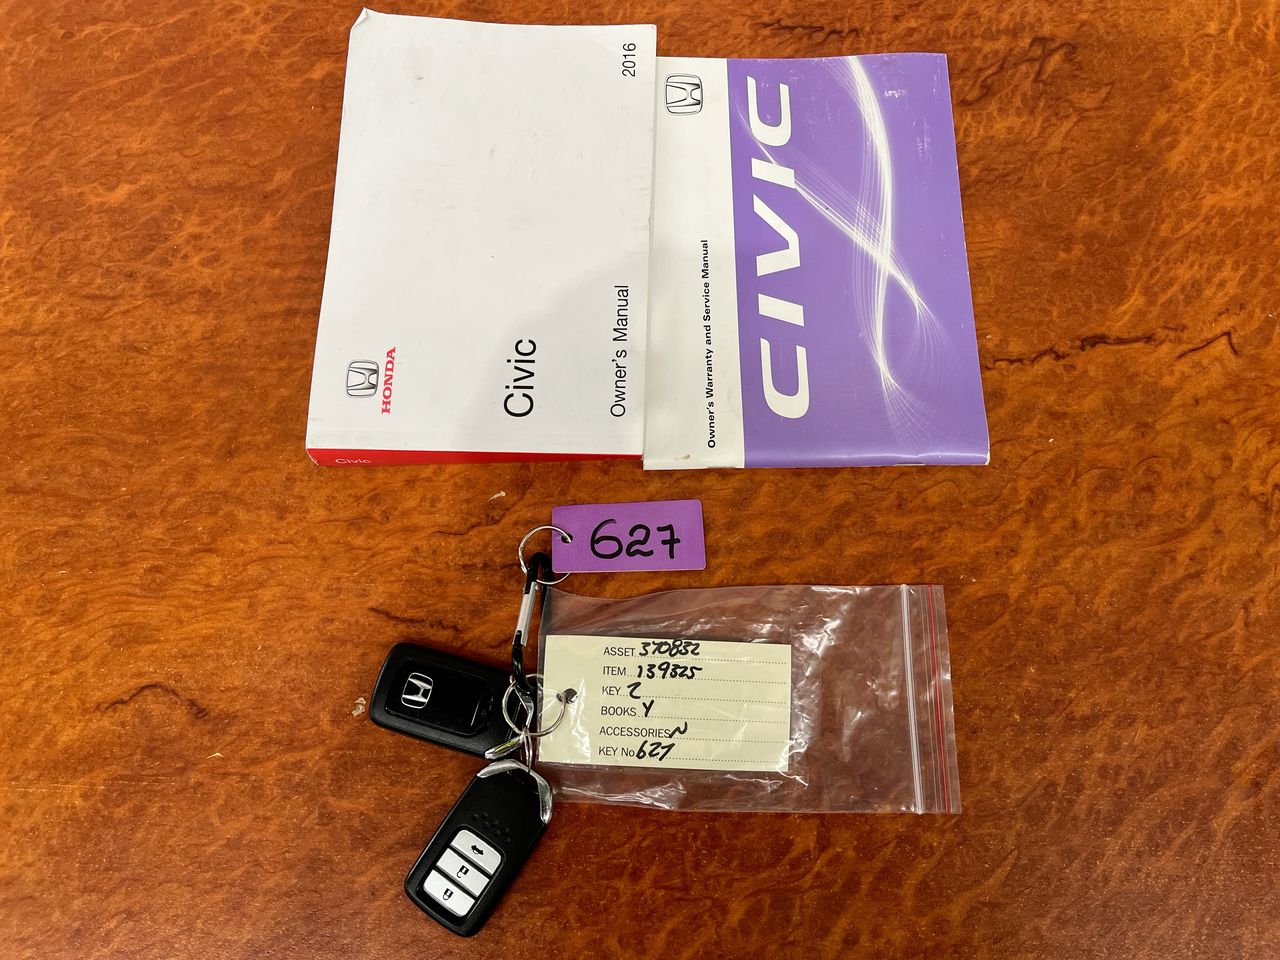 2016
HONDA
Civic
Owner's Manual
Civic
CIVIC
Owner's Warranty and Service Manual
627
ASSET 370832
ITEM 139325
KEY 2
BOOKS Y
ACCESSORIES N
KEY No 627